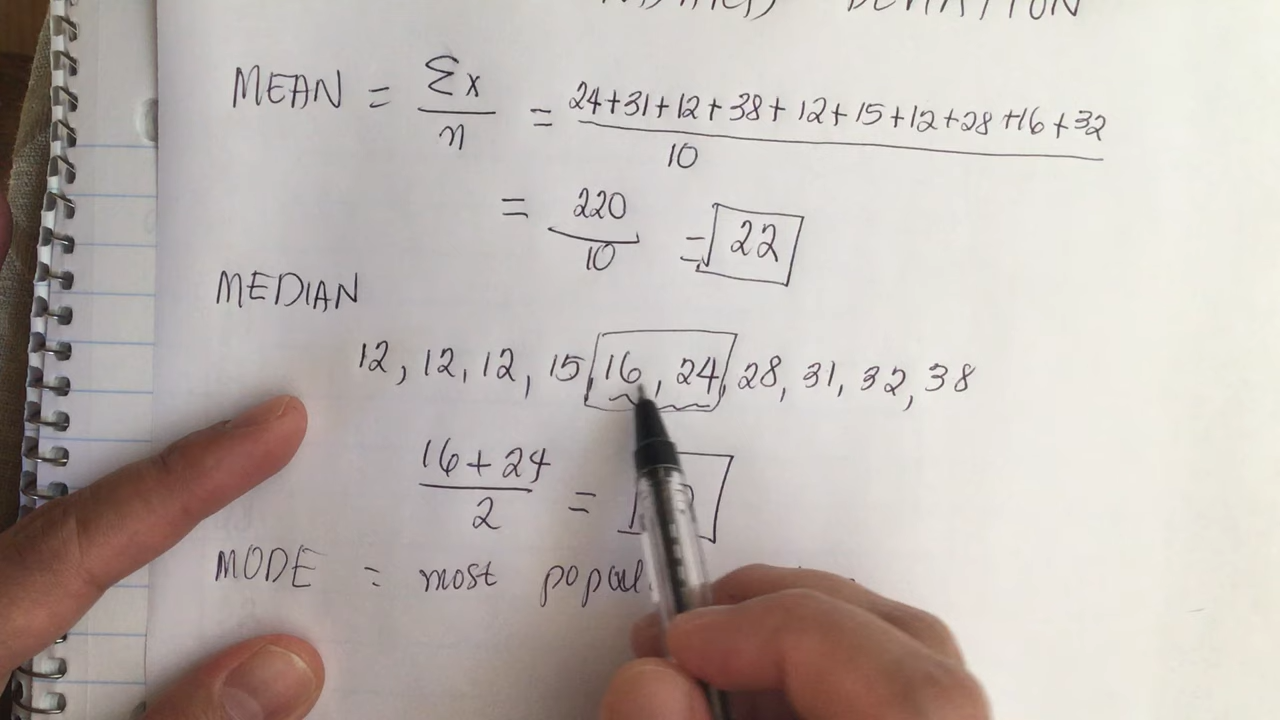 DEVIATION
MEAN = Σx / n = 24+31+12+38+12+15+12+28+16+32 / 10
= 220 / 10 = 22
MEDIAN
12, 12, 12, 15, 16, 24, 28, 31, 32, 38
16+24 / 2 =
MODE = most